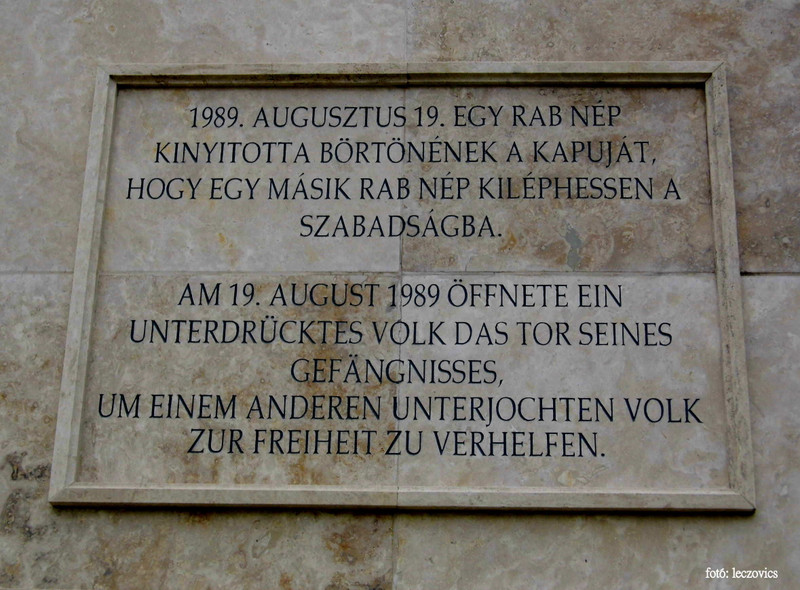 1989. AUGUSZTUS 19. EGY RAB NÉP
KINYITOTTA BÖRTÖNÉNEK A KAPUJÁT,
HOGY EGY MÁSIK RAB NÉP KILÉPHESSEN A
SZABADSÁGBA.
AM 19. AUGUST 1989 ÖFFNETE EIN
UNTERDRÜCKTES VOLK DAS TOR SEINES
GEFÄNGNISSES,
UM EINEM ANDEREN UNTERJOCHTEN VOLK
ZUR FREIHEIT ZU VERHELFEN.
fotó: leczovics